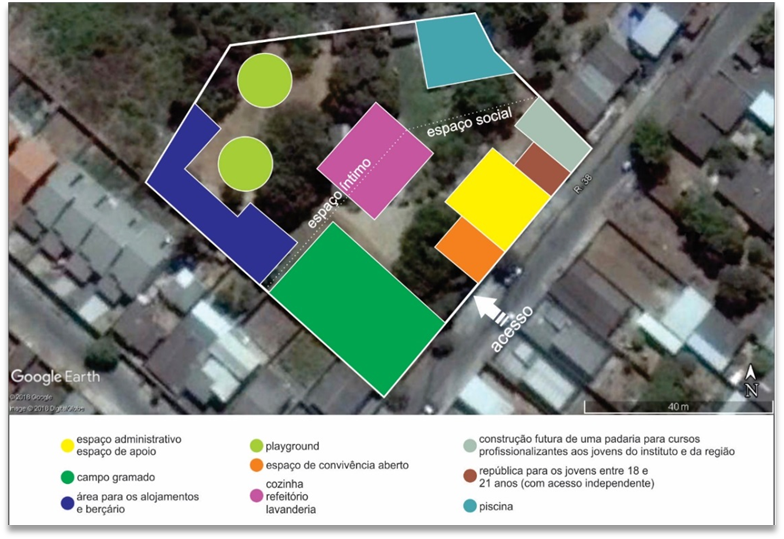 espaço social
espaço íntimo
R. 38
acesso
Google Earth
© 2018 Google
Image © 2018 DigitalGlobe
N
40 m
espaço administrativo
espaço de apoio
campo gramado
área para os alojamentos
e berçário
playground
espaço de convivência aberto
cozinha
refeitório
lavanderia
construção futura de uma padaria para cursos
profissionalizantes aos jovens do instituto e da região
república para os jovens entre 18 e
21 anos (com acesso independente)
piscina